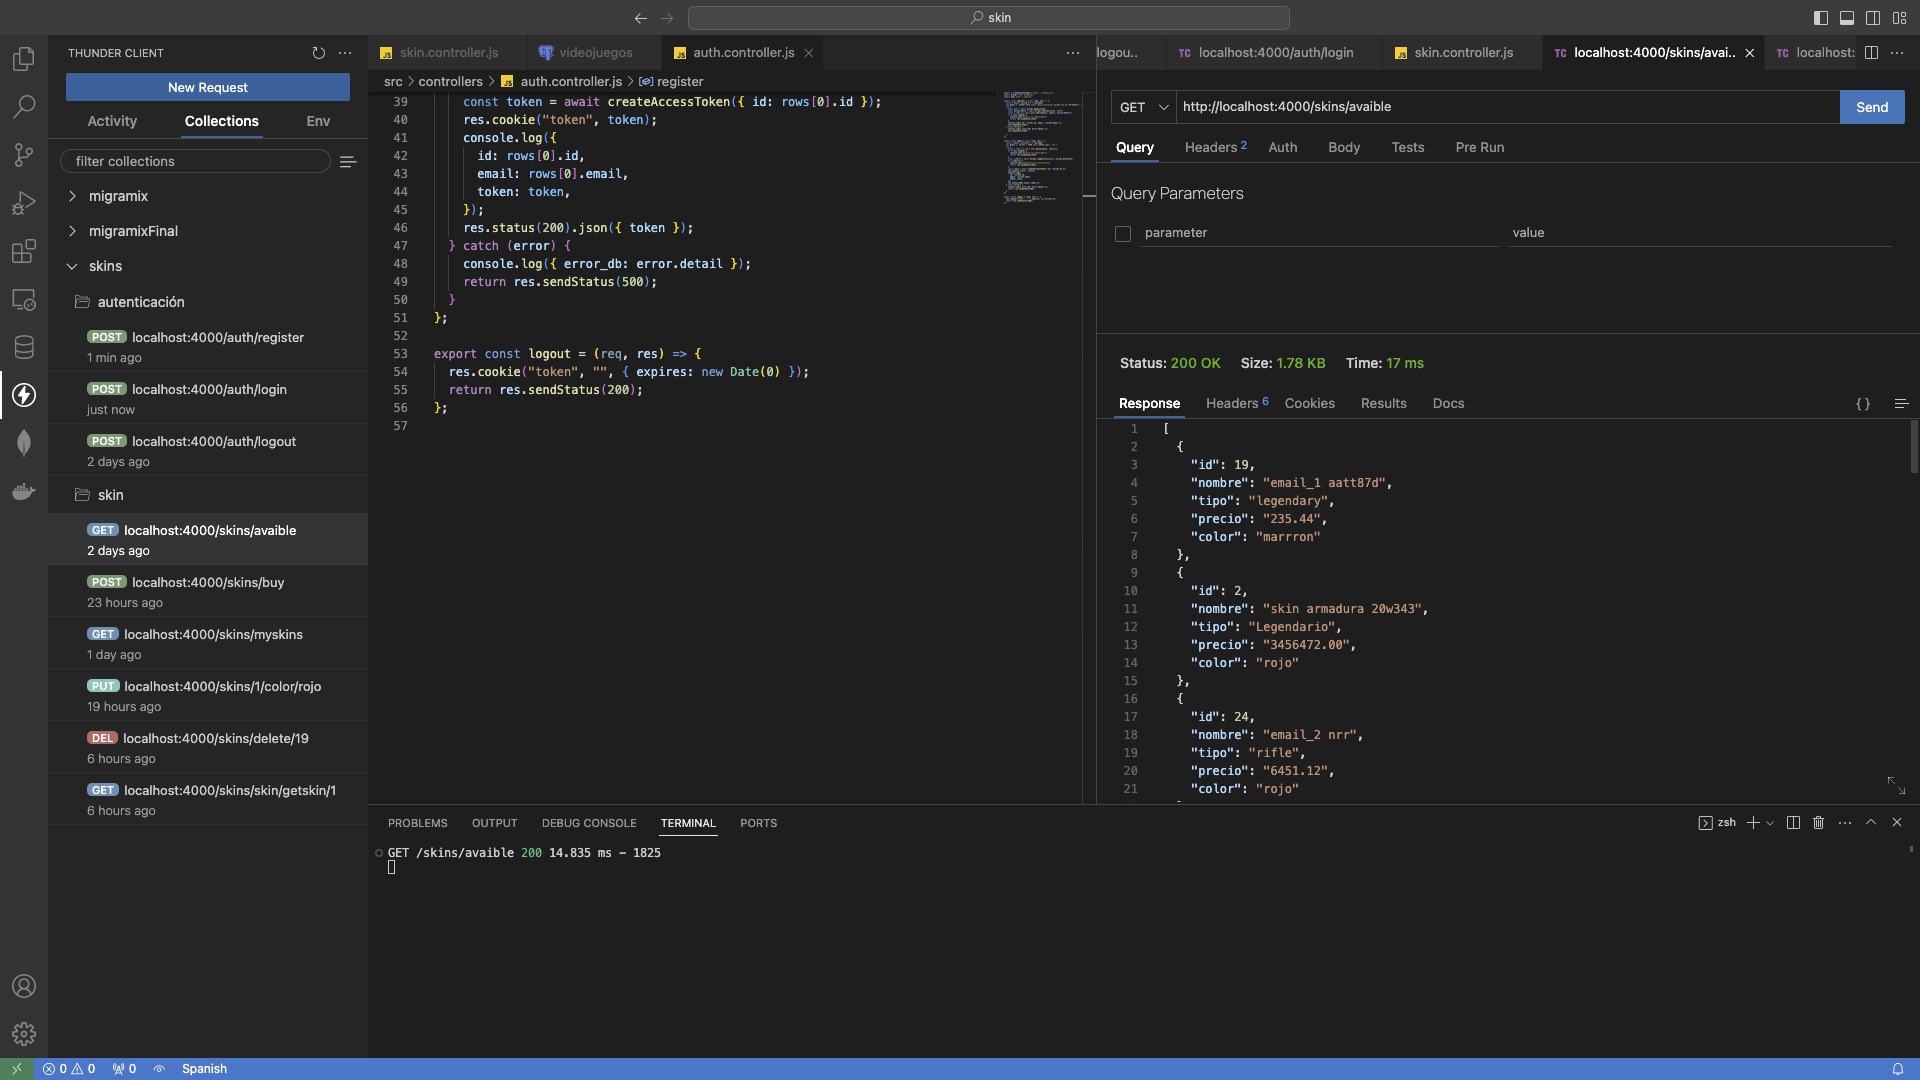 skin
THUNDER CLIENT
New Request
Activity
Collections
Env
filter collections
migramix
migramixFinal
skins
autenticación
POST localhost:4000/auth/register
1 min ago
POST localhost:4000/auth/login
just now
POST localhost:4000/auth/logout
2 days ago
skin
GET localhost:4000/skins/avaible
2 days ago
POST localhost:4000/skins/buy
23 hours ago
GET localhost:4000/skins/myskins
1 day ago
PUT localhost:4000/skins/1/color/rojo
19 hours ago
DEL localhost:4000/skins/delete/19
6 hours ago
GET localhost:4000/skins/skin/getskin/1
6 hours ago
JS skin.controller.js
videojuegos
JS auth.controller.js
src > controllers > JS auth.controller.js > register
39 const token = await createAccessToken({ id: rows[0].id });
40 res.cookie("token", token);
41 console.log({
42 id: rows[0].id,
43 email: rows[0].email,
44 token: token,
45 });
46 res.status(200).json({ token });
47 } catch (error) {
48 console.log({ error_db: error.detail });
49 return res.sendStatus(500);
50 }
51 };
52
53 export const logout = (req, res) => {
54 res.cookie("token", "", { expires: new Date(0) });
55 return res.sendStatus(200);
56 };
57
logou..
TC localhost:4000/auth/login
JS skin.controller.js
TC localhost:4000/skins/avai..
TC localhost:
GET
http://localhost:4000/skins/avaible
Send
Query
Headers 2
Auth
Body
Tests
Pre Run
Query Parameters
parameter
value
Status: 200 OK
Size: 1.78 KB
Time: 17 ms
Response
Headers 6
Cookies
Results
Docs
{}
1 [
2 {
3 "id": 19,
4 "nombre": "email_1 aatt87d",
5 "tipo": "legendary",
6 "precio": "235.44",
7 "color": "marrron"
8 },
9 {
10 "id": 2,
11 "nombre": "skin armadura 20w343",
12 "tipo": "Legendario",
13 "precio": "3456472.00",
14 "color": "rojo"
15 },
16 {
17 "id": 24,
18 "nombre": "email_2 nrr",
19 "tipo": "rifle",
20 "precio": "6451.12",
21 "color": "rojo"
PROBLEMS
OUTPUT
DEBUG CONSOLE
TERMINAL
PORTS
zsh
GET /skins/avaible 200 14.835 ms - 1825
0
0
0
Spanish